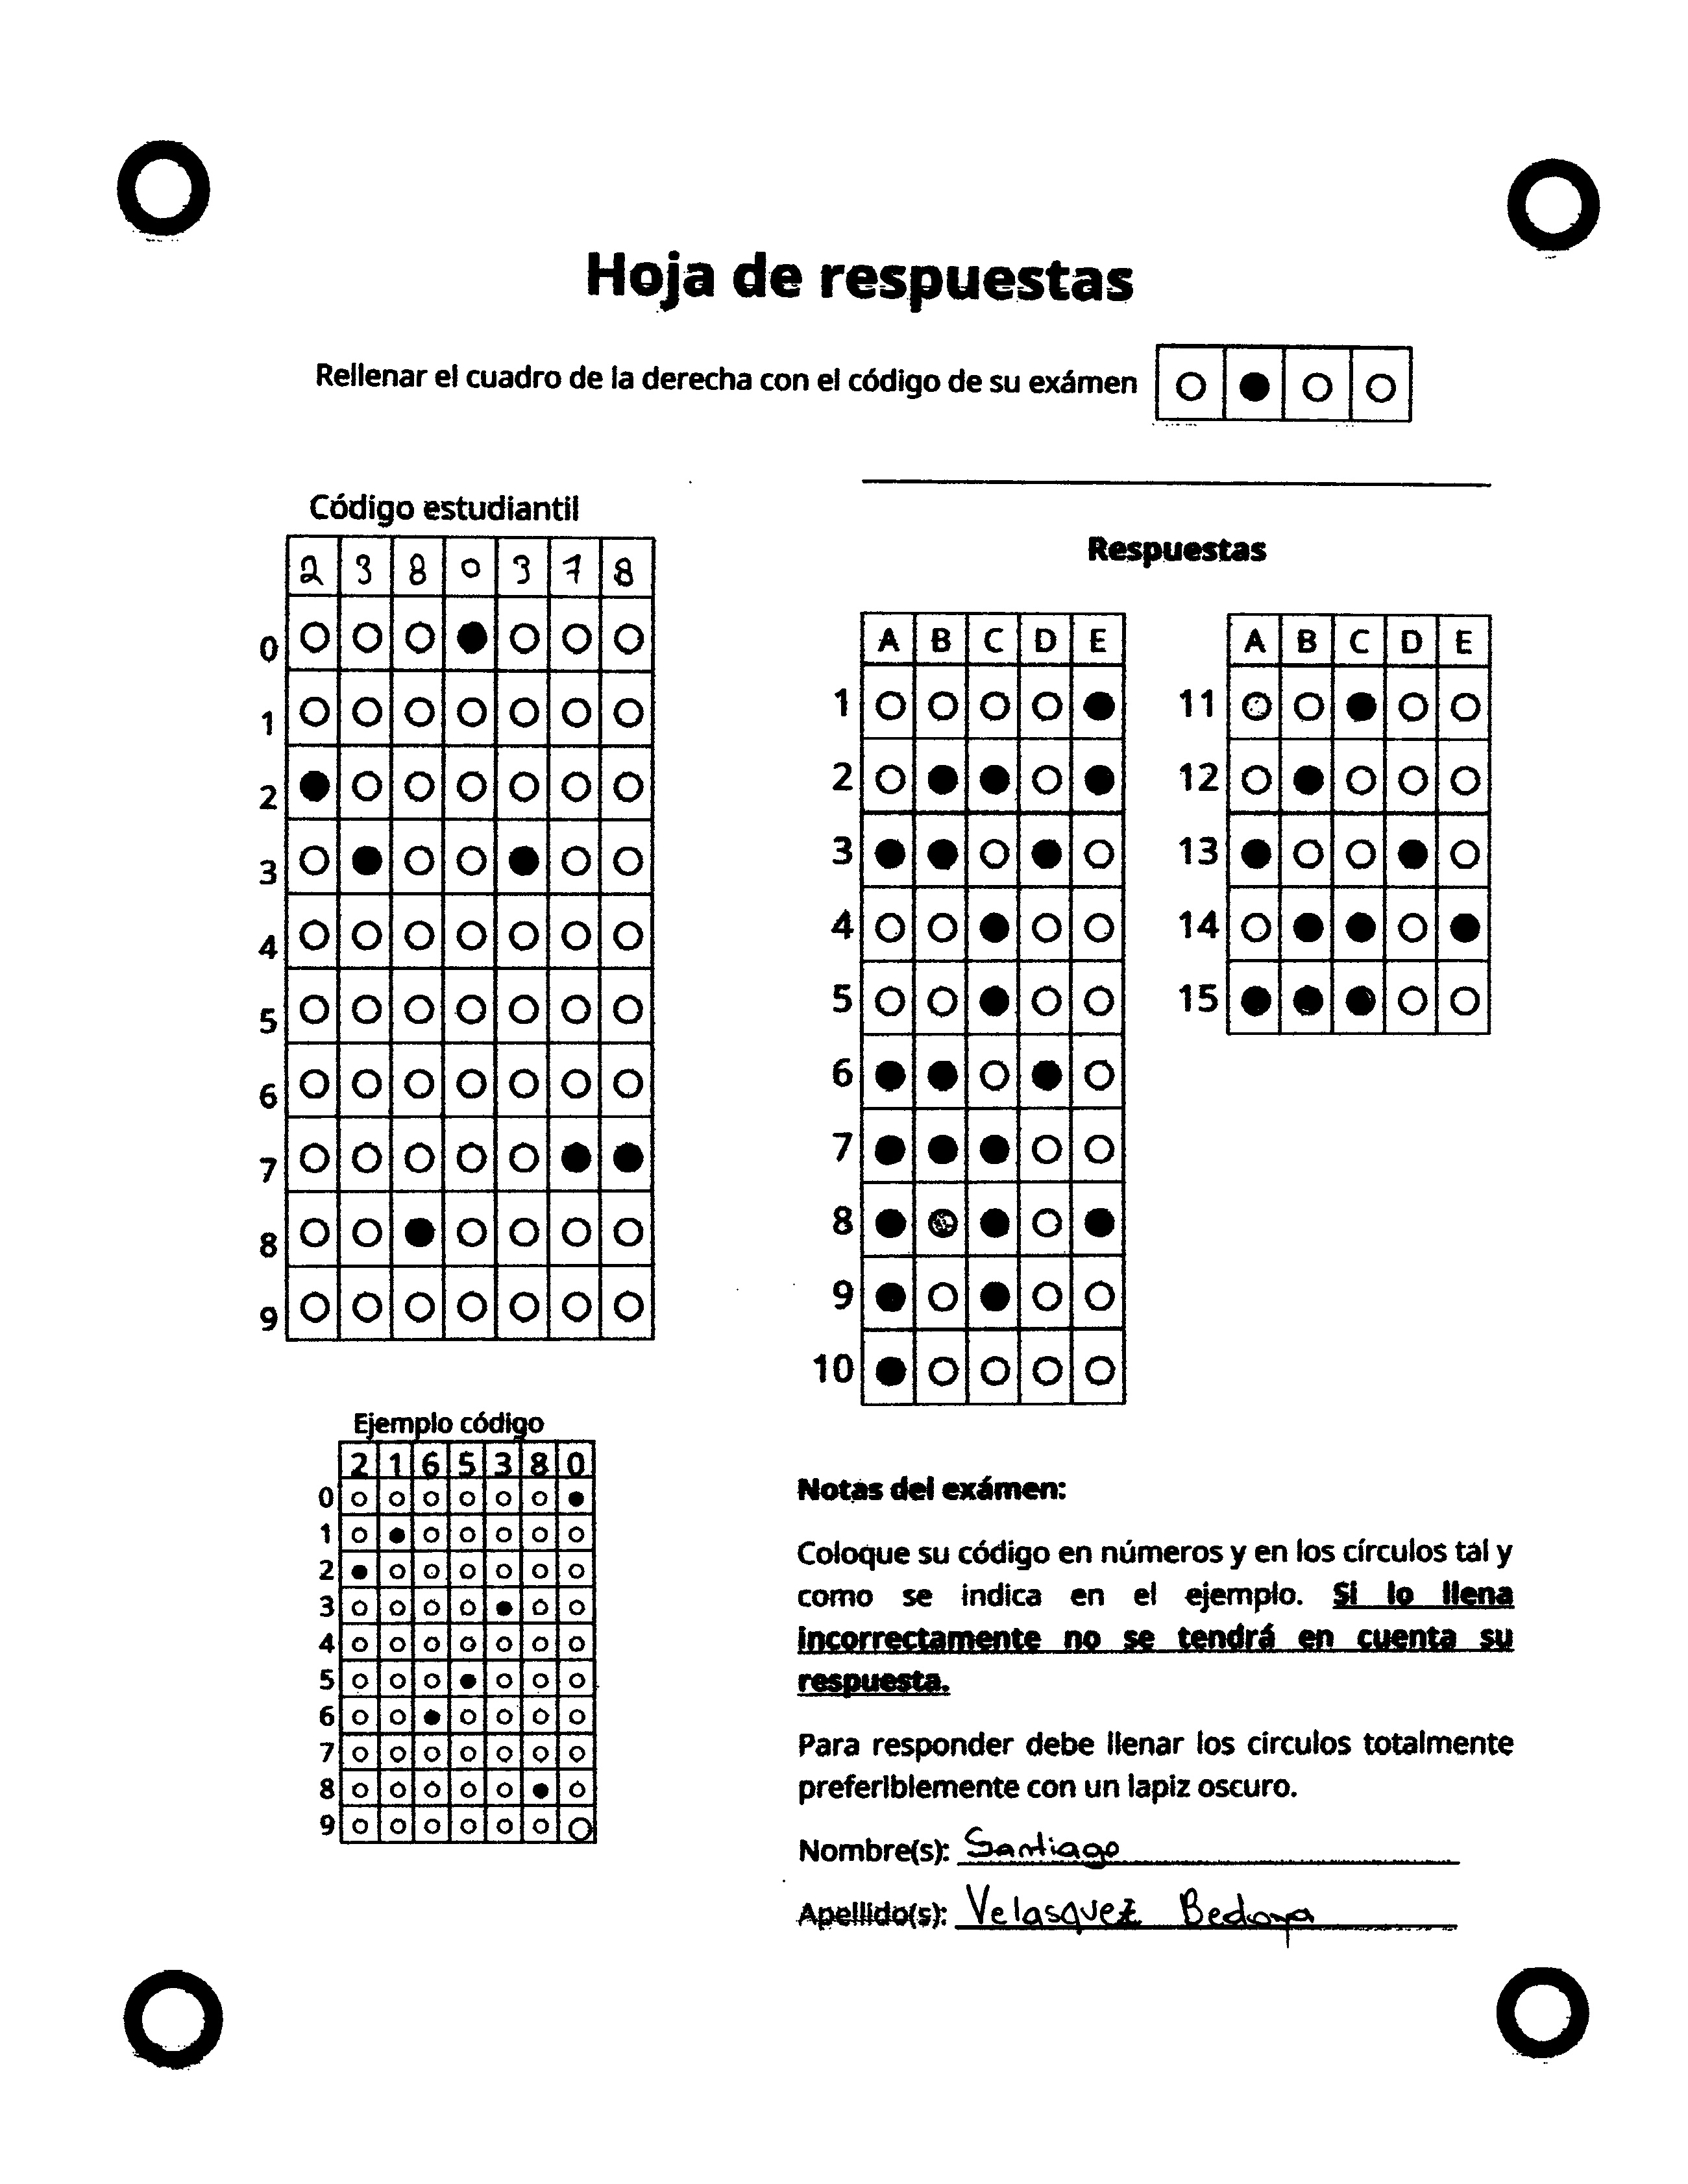 Hoja de respuestas
Rellenar el cuadro de la derecha con el código de su exámen
Código estudiantil
2 3 8 0 3 7 8
0
1
2
3
4
5
6
7
8
9
Respuestas
A B C D E
1
2
3
4
5
6
7
8
9
10
A B C D E
11
12
13
14
15
Ejemplo código
2 1 6 5 3 8 0
0
1
2
3
4
5
6
7
8
9
Notas del exámen:
Coloque su código en números y en los círculos tal y
como se indica en el ejemplo. Si lo llena
incorrectamente no se tendrá en cuenta su
respuesta.
Para responder debe llenar los circulos totalmente
preferiblemente con un lapiz oscuro.
Nombre(s): Santiago
Apellido(s): Velasquez Bedoya